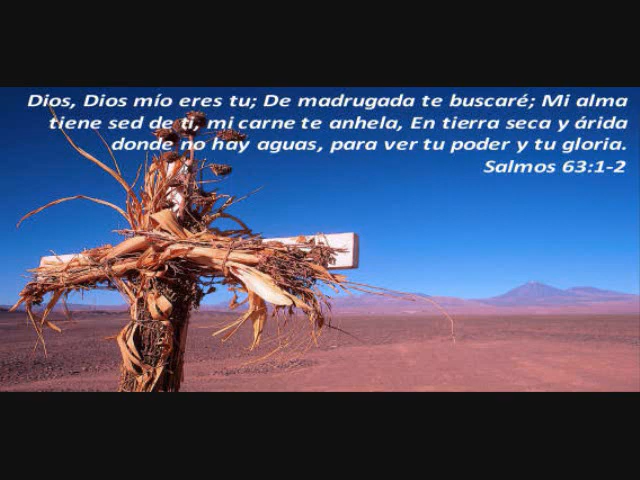 Dios, Dios mío eres tu; De madrugada te buscaré; Mi alma
tiene sed de ti, mi carne te anhela, En tierra seca y árida
donde no hay aguas, para ver tu poder y tu gloria.
Salmos 63:1-2